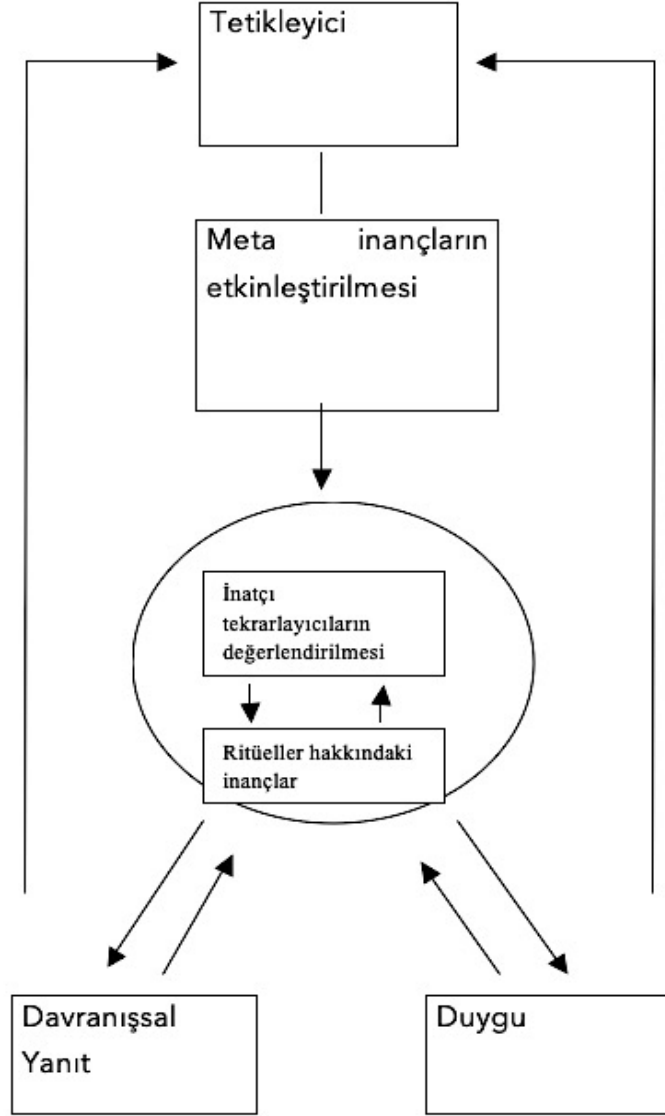 Tetikleyici
Meta inançların
etkinleştirilmesi
İnatçı
tekrarlayıcıların
değerlendirilmesi
Ritüeller hakkındaki
inançlar
Davranışsal
Yanıt
Duygu